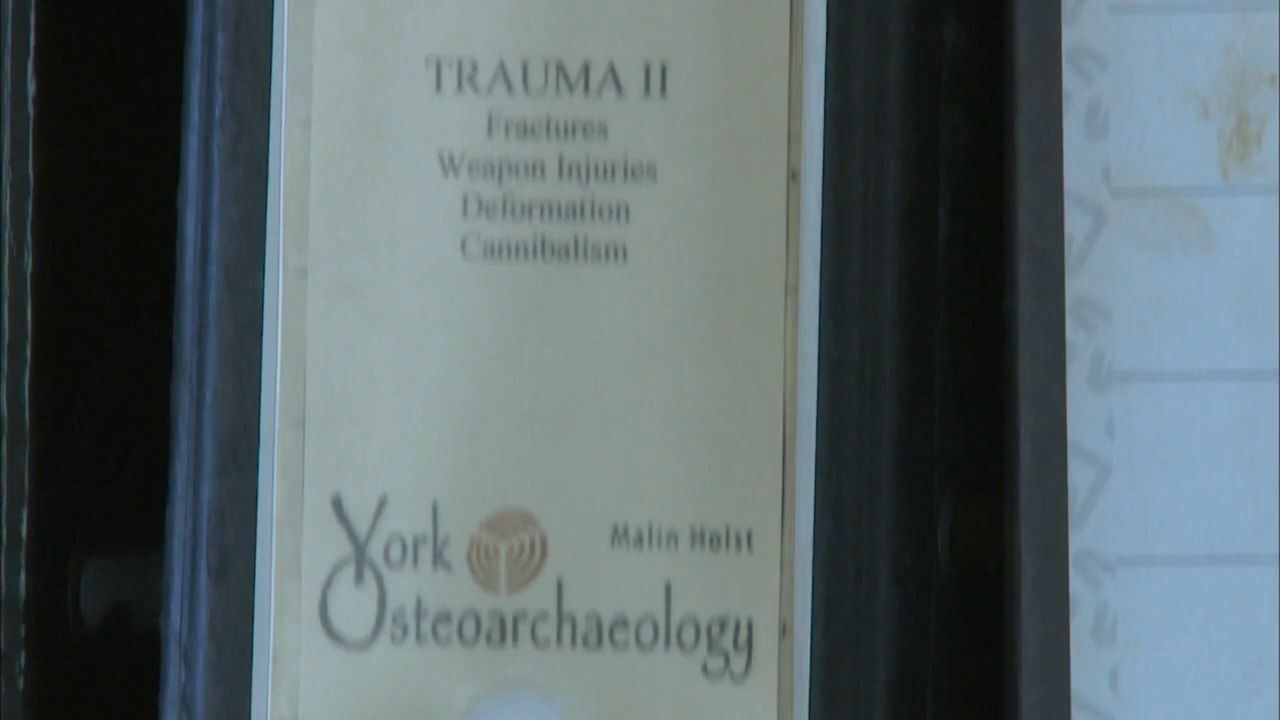 TRAUMA II
Fractures
Weapon Injuries
Deformation
Cannibalism
York
Malin Holst
Osteoarchaeology